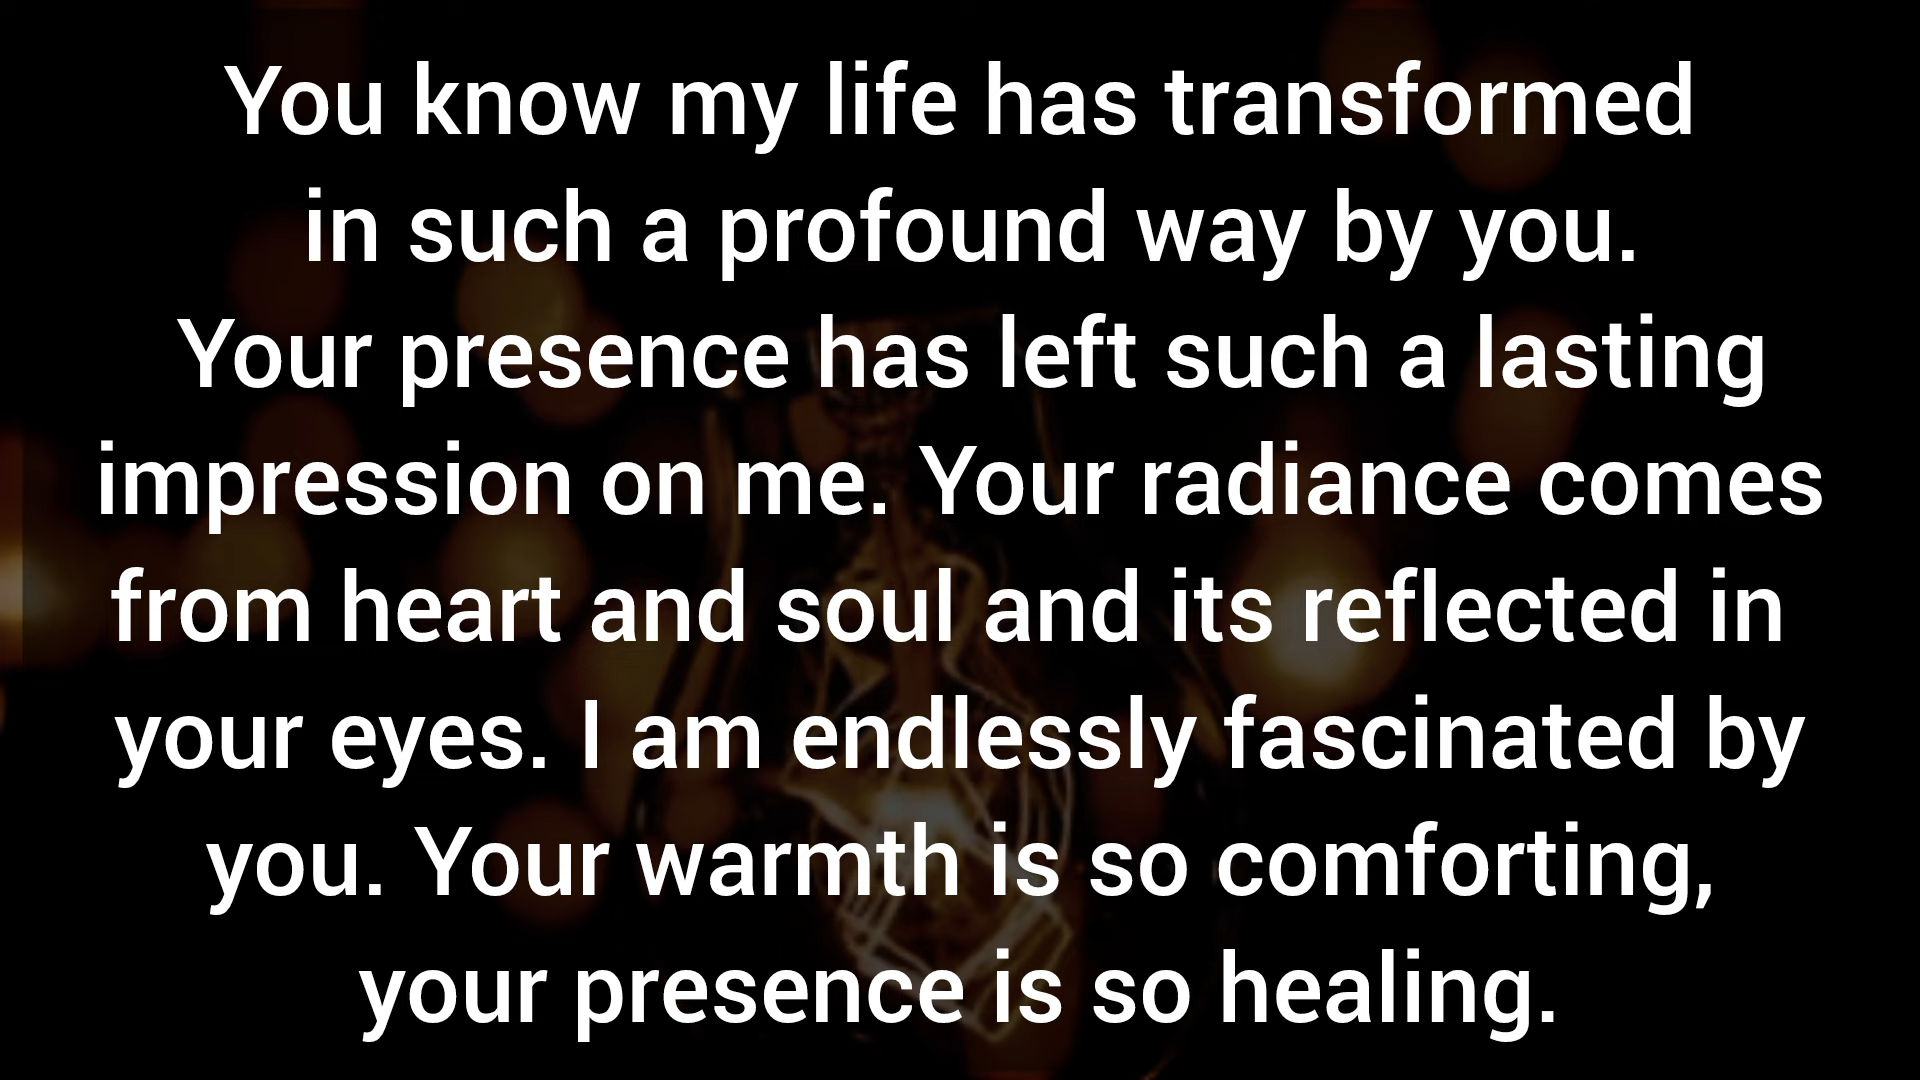 You know my life has transformed
in such a profound way by you.
Your presence has left such a lasting
impression on me. Your radiance comes
from heart and soul and its reflected in
your eyes. I am endlessly fascinated by
you. Your warmth is so comforting,
your presence is so healing.